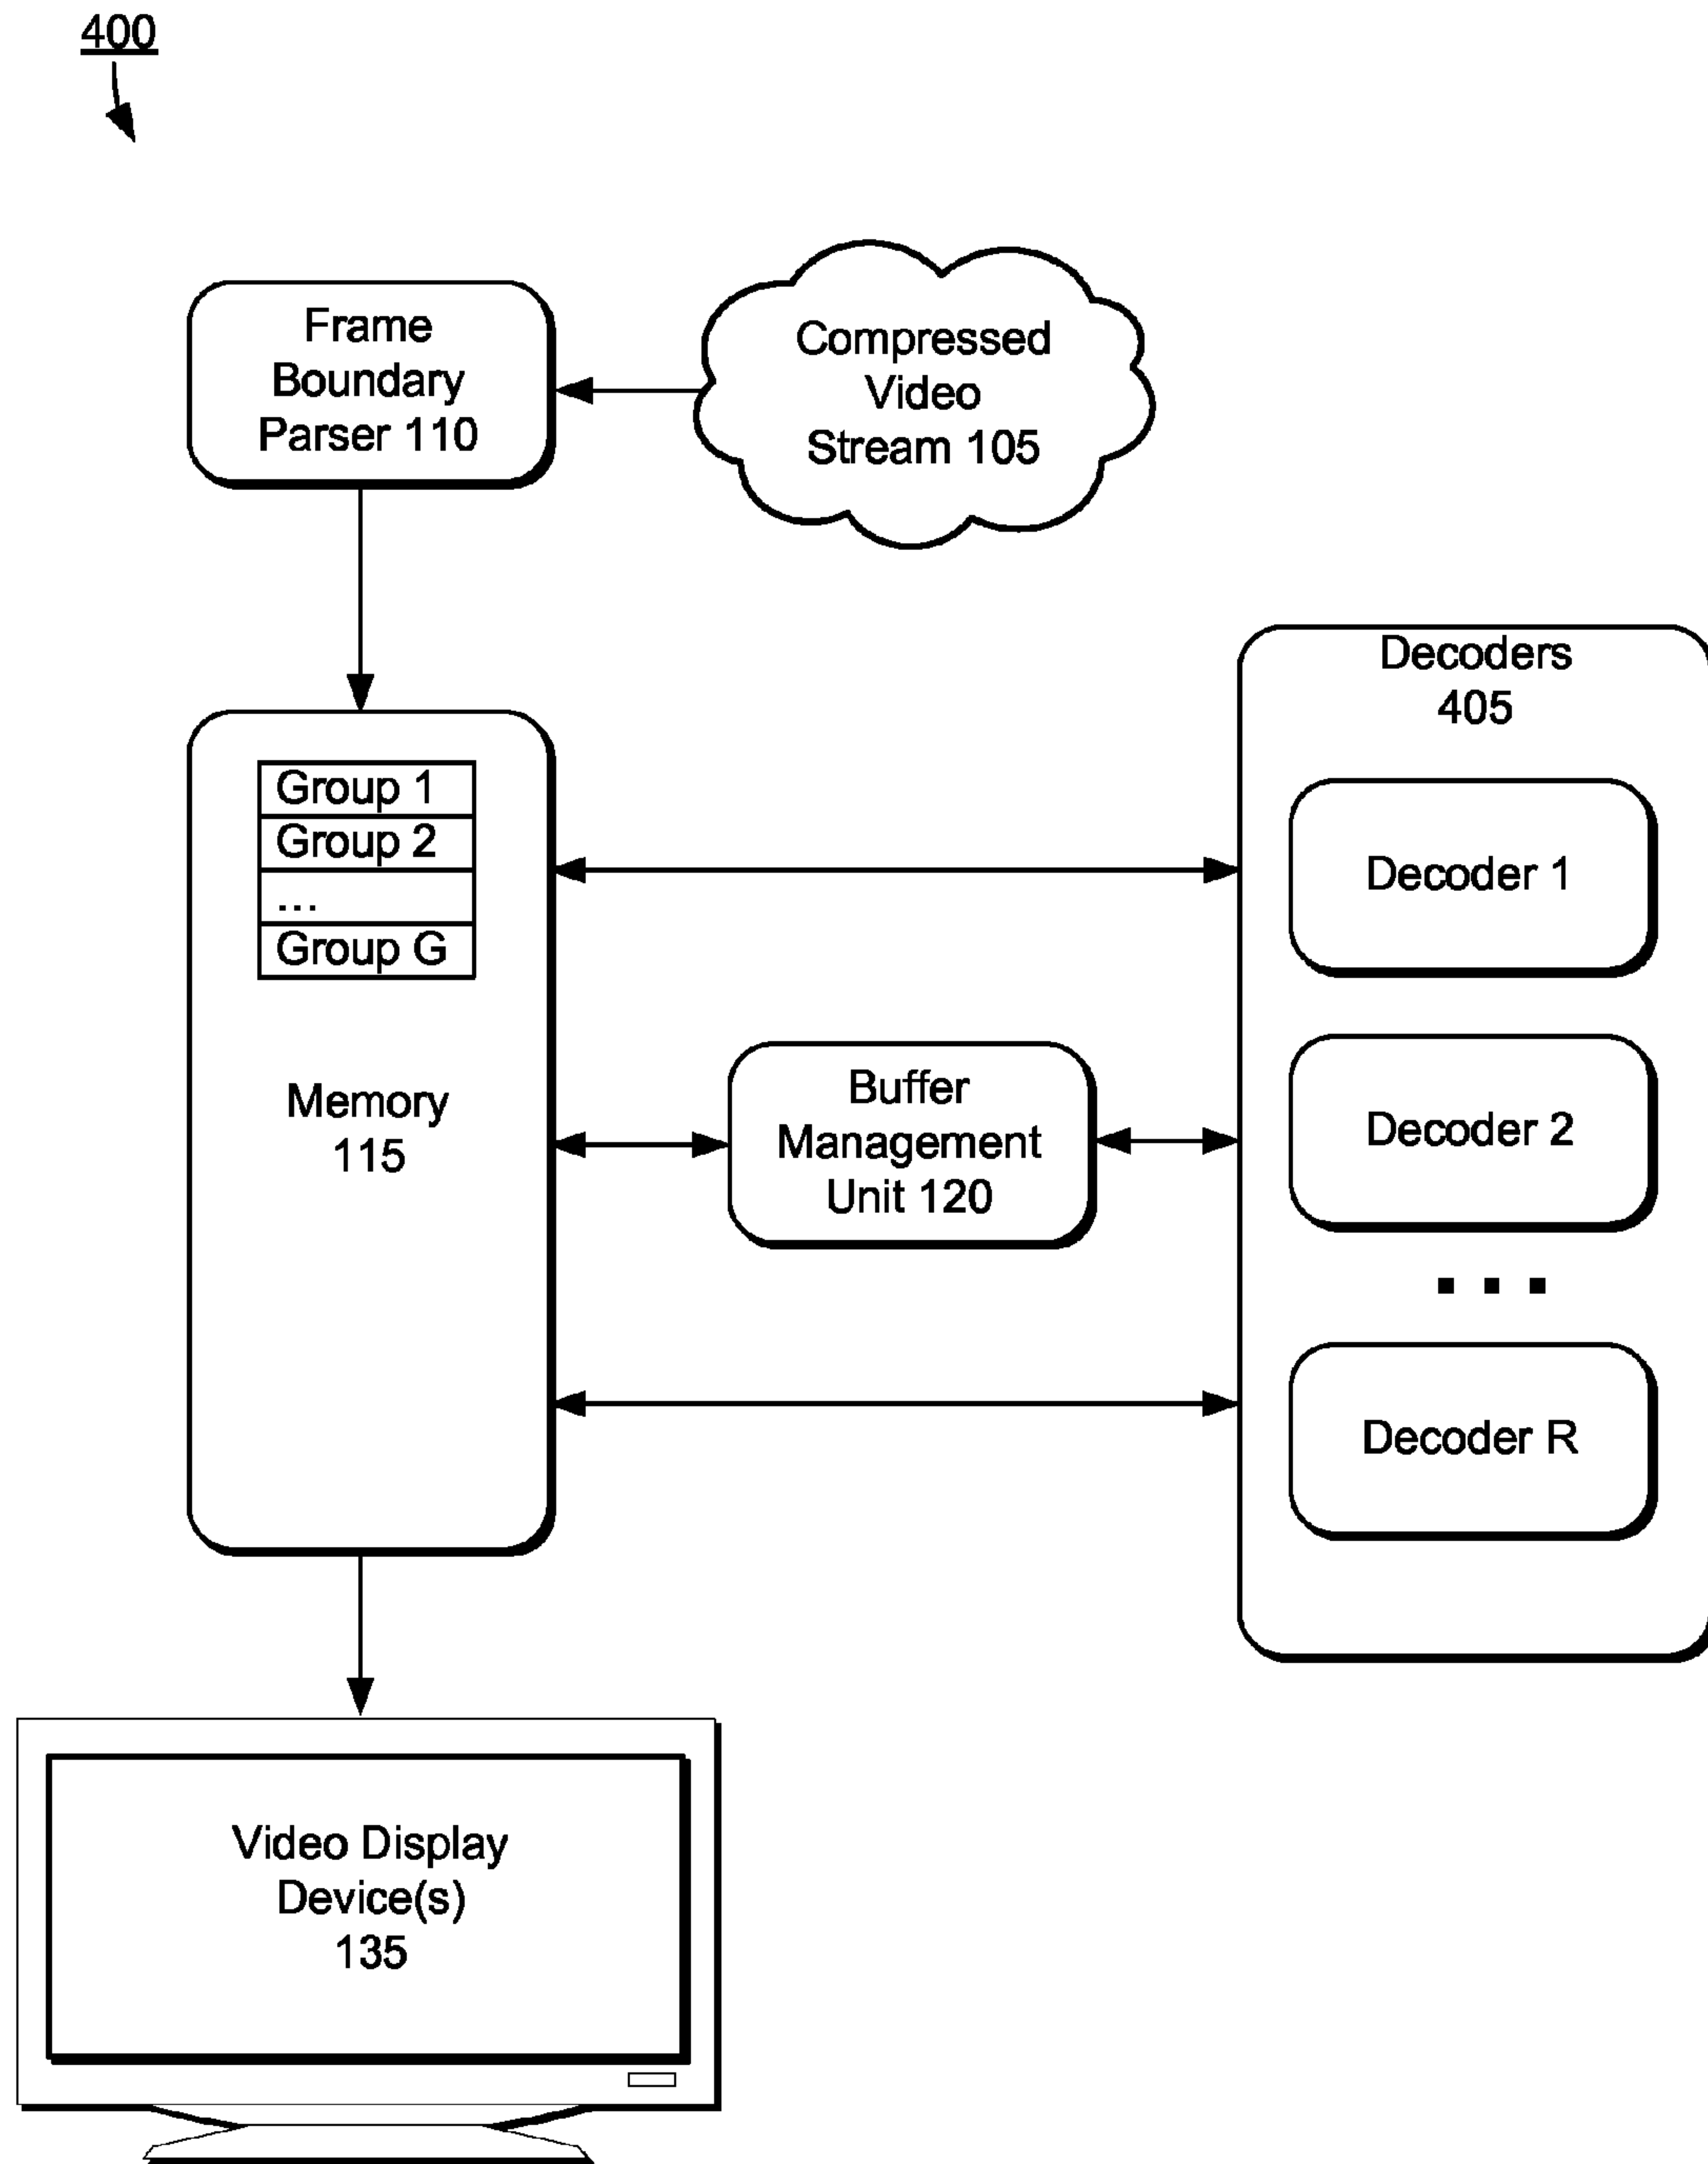 400
Frame
Boundary
Parser 110
Compressed
Video
Stream 105
Decoders
405
Group 1
Group 2
...
Group G
Memory
115
Decoder 1
Buffer
Management
Unit 120
Decoder 2
. . .
Decoder R
Video Display
Device(s)
135